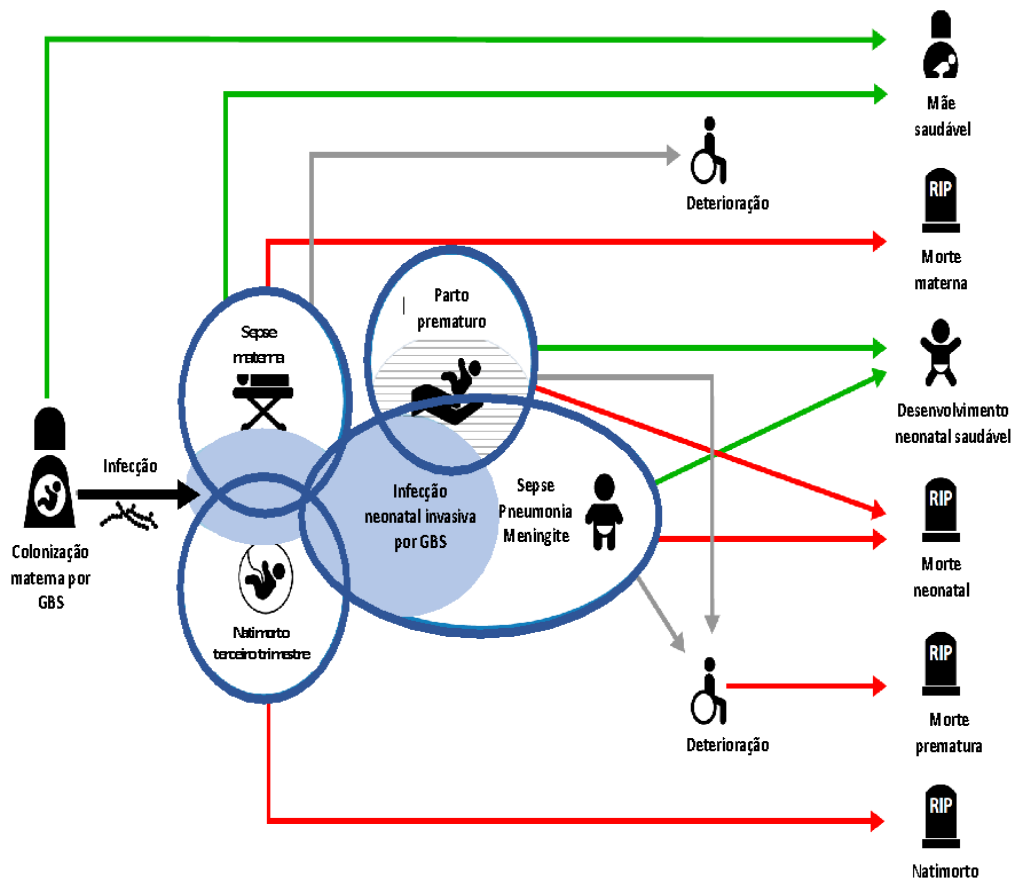 Mãe
saudável
Deterioração
RIP
Morte
materna
Parto
prematuro
Sepse
materna
Desenvolvimento
neonatal saudável
Infecção
Colonização
materna por
GBS
Infecção
neonatal invasiva
por GBS
Sepse
Pneumonia
Meningite
RIP
Morte
neonatal
Natimorto
terceiro trimestre
RIP
Morte
prematura
Deterioração
RIP
Natimorto